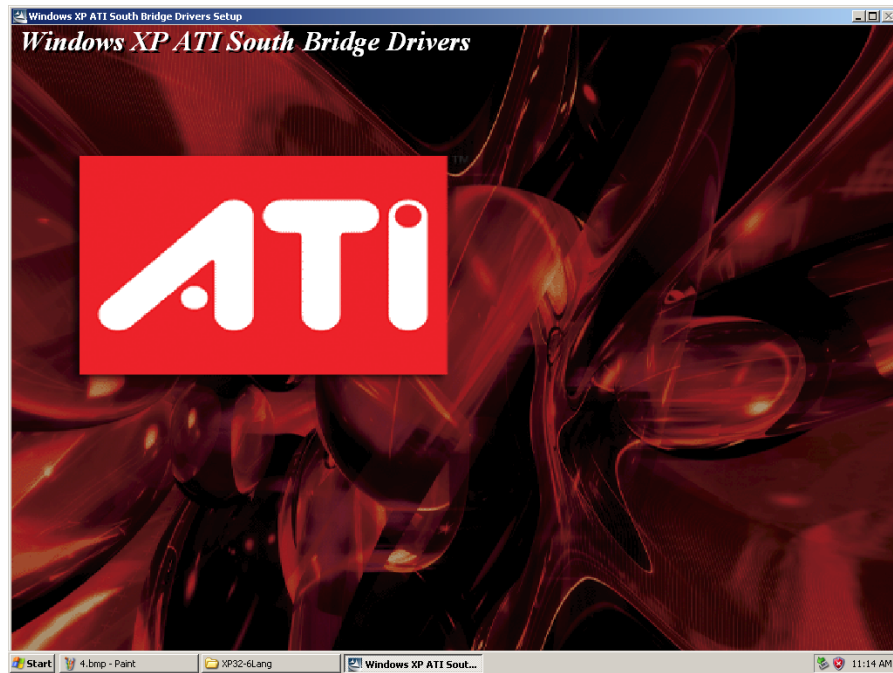 Windows XP ATI South Bridge Drivers Setup
Windows XP ATI South Bridge Drivers
TM
ATI
Start
4.bmp - Paint
XP32-6Lang
Windows XP ATI Sout...
11:14 AM